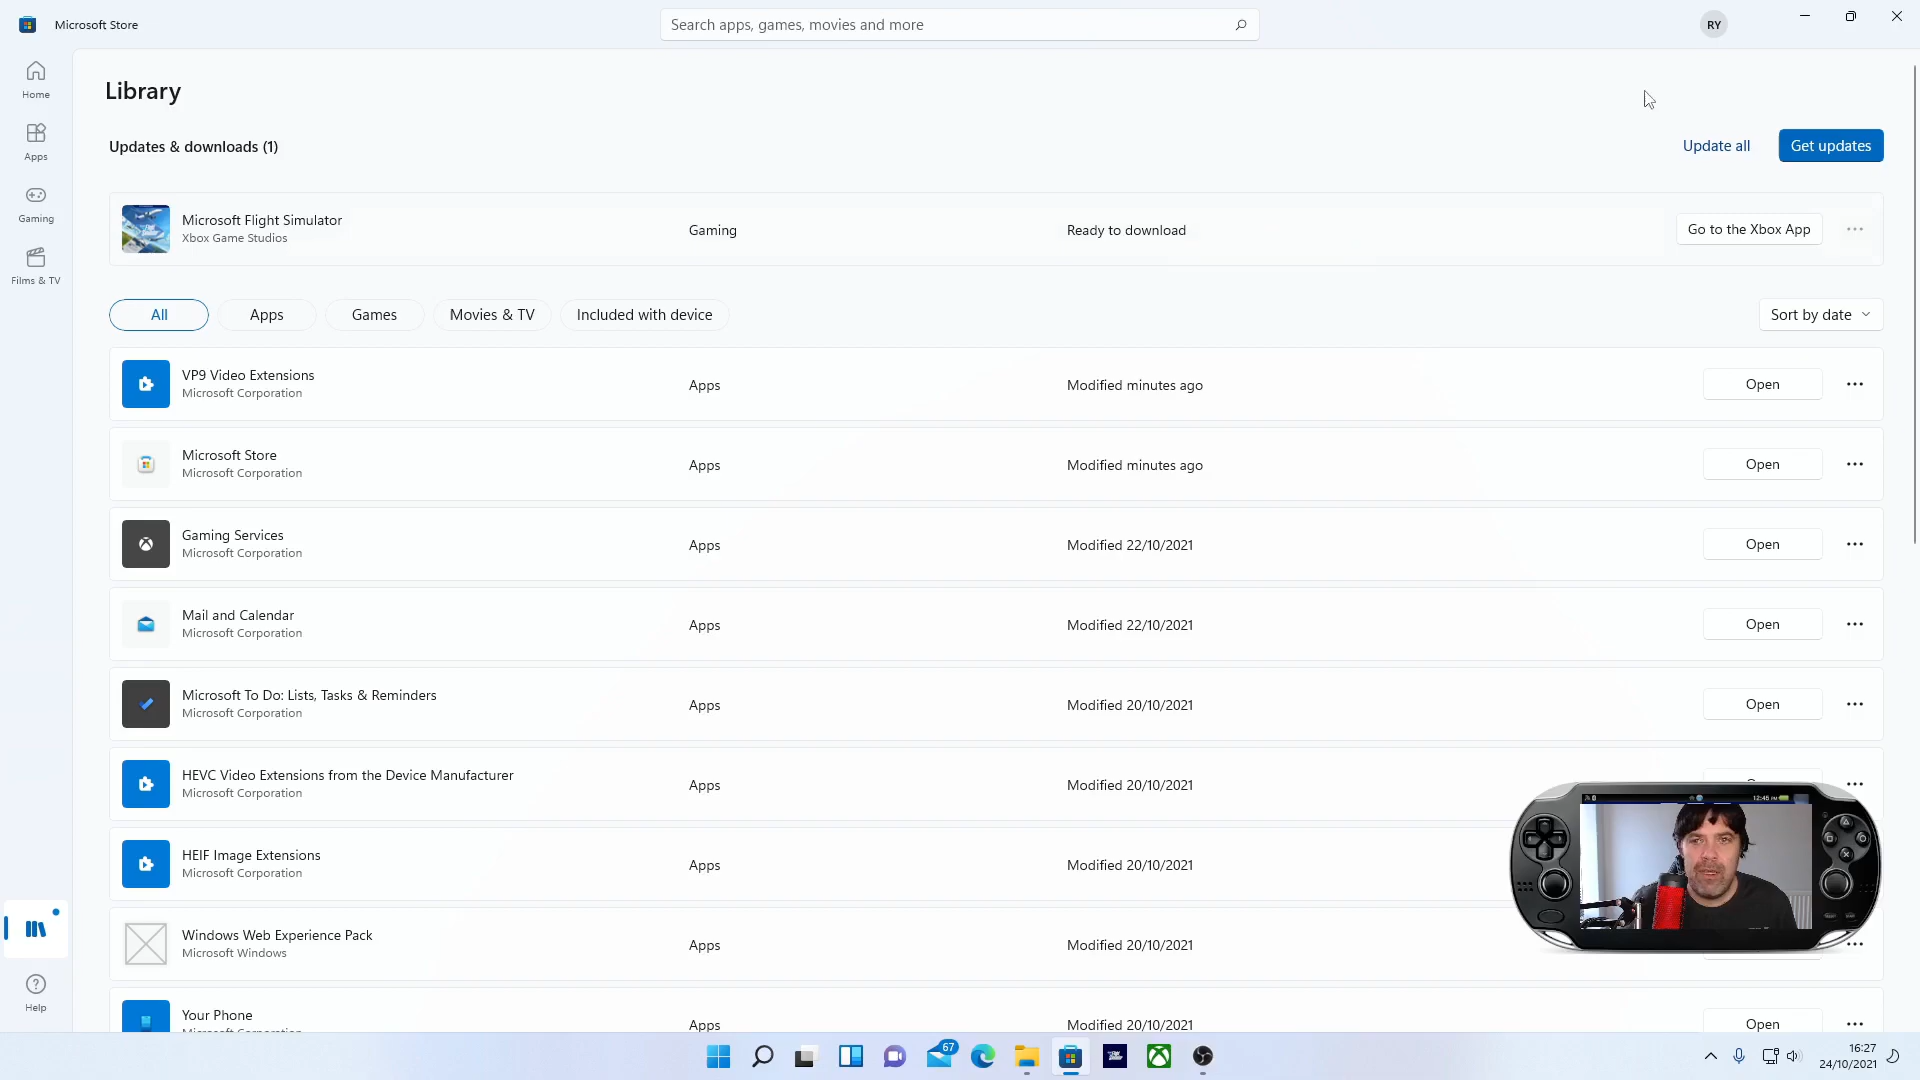 Microsoft Store
Search apps, games, movies and more
RY
Home
Apps
Gaming
Films & TV
Help
Library
Updates & downloads (1)
Update all
Get updates
Microsoft Flight Simulator
Xbox Game Studios
Gaming
Ready to download
Go to the Xbox App
All
Apps
Games
Movies & TV
Included with device
Sort by date
VP9 Video Extensions
Microsoft Corporation
Apps
Modified minutes ago
Open
Microsoft Store
Microsoft Corporation
Apps
Modified minutes ago
Open
Gaming Services
Microsoft Corporation
Apps
Modified 22/10/2021
Open
Mail and Calendar
Microsoft Corporation
Apps
Modified 22/10/2021
Open
Microsoft To Do: Lists, Tasks & Reminders
Microsoft Corporation
Apps
Modified 20/10/2021
Open
HEVC Video Extensions from the Device Manufacturer
Microsoft Corporation
Apps
Modified 20/10/2021
HEIF Image Extensions
Microsoft Corporation
Apps
Modified 20/10/2021
Windows Web Experience Pack
Microsoft Windows
Apps
Modified 20/10/2021
Your Phone
Microsoft Corporation
Apps
Modified 20/10/2021
Open
12:45 PM
67
16:27
24/10/2021